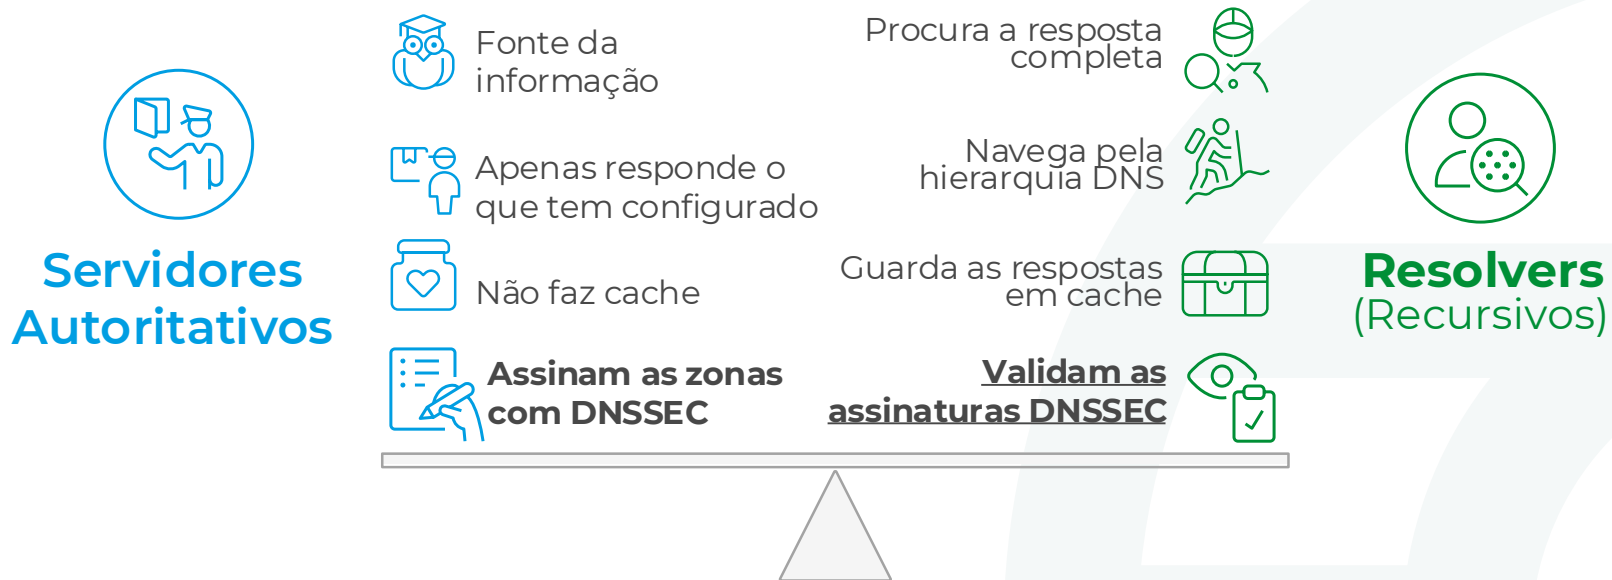 Servidores
Autoritativos
Fonte da
informação
Apenas responde o
que tem configurado
Não faz cache
Assinam as zonas
com DNSSEC
Procura a resposta
completa
Navega pela
hierarquia DNS
Guarda as respostas
em cache
Validam as
assinaturas DNSSEC
Resolvers
(Recursivos)